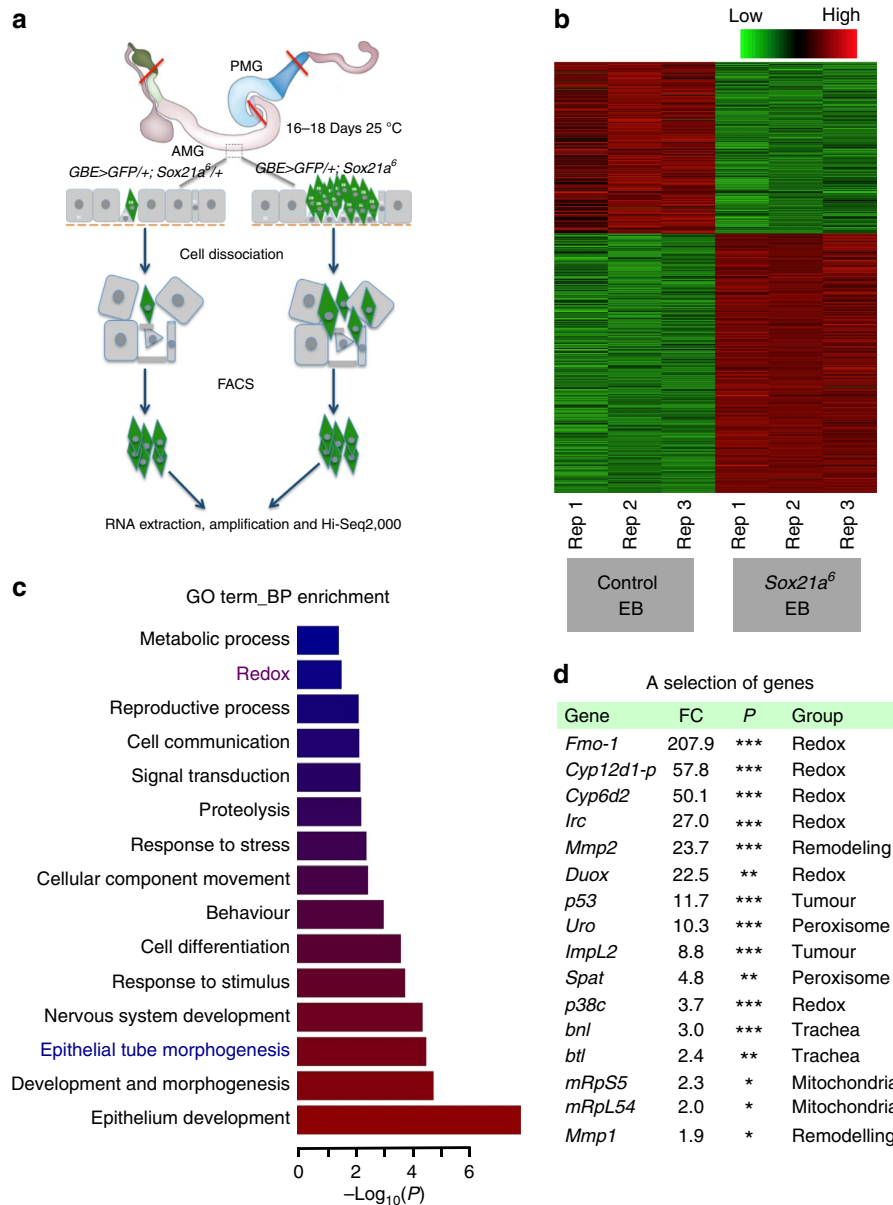 a
PMG
16–18 Days 25 °C
AMG
GBE>GFP/+; Sox21a⁶/+
GBE>GFP/+; Sox21a⁶
Cell dissociation
FACS
RNA extraction, amplification and Hi-Seq2,000
b
Low High
Rep 1
Rep 2
Rep 3
Rep 1
Rep 2
Rep 3
Control
EB
Sox21a⁶
EB
c
GO term_BP enrichment
Metabolic process
Redox
Reproductive process
Cell communication
Signal transduction
Proteolysis
Response to stress
Cellular component movement
Behaviour
Cell differentiation
Response to stimulus
Nervous system development
Epithelial tube morphogenesis
Development and morphogenesis
Epithelium development
0 2 4 6
–Log₁₀(P)
d
A selection of genes
Gene FC P Group
Fmo-1 207.9 *** Redox
Cyp12d1-p 57.8 *** Redox
Cyp6d2 50.1 *** Redox
Irc 27.0 *** Redox
Mmp2 23.7 *** Remodeling
Duox 22.5 ** Redox
p53 11.7 *** Tumour
Uro 10.3 *** Peroxisome
ImpL2 8.8 *** Tumour
Spat 4.8 ** Peroxisome
p38c 3.7 *** Redox
bnl 3.0 *** Trachea
btl 2.4 ** Trachea
mRpS5 2.3 * Mitochondria
mRpL54 2.0 * Mitochondria
Mmp1 1.9 * Remodelling